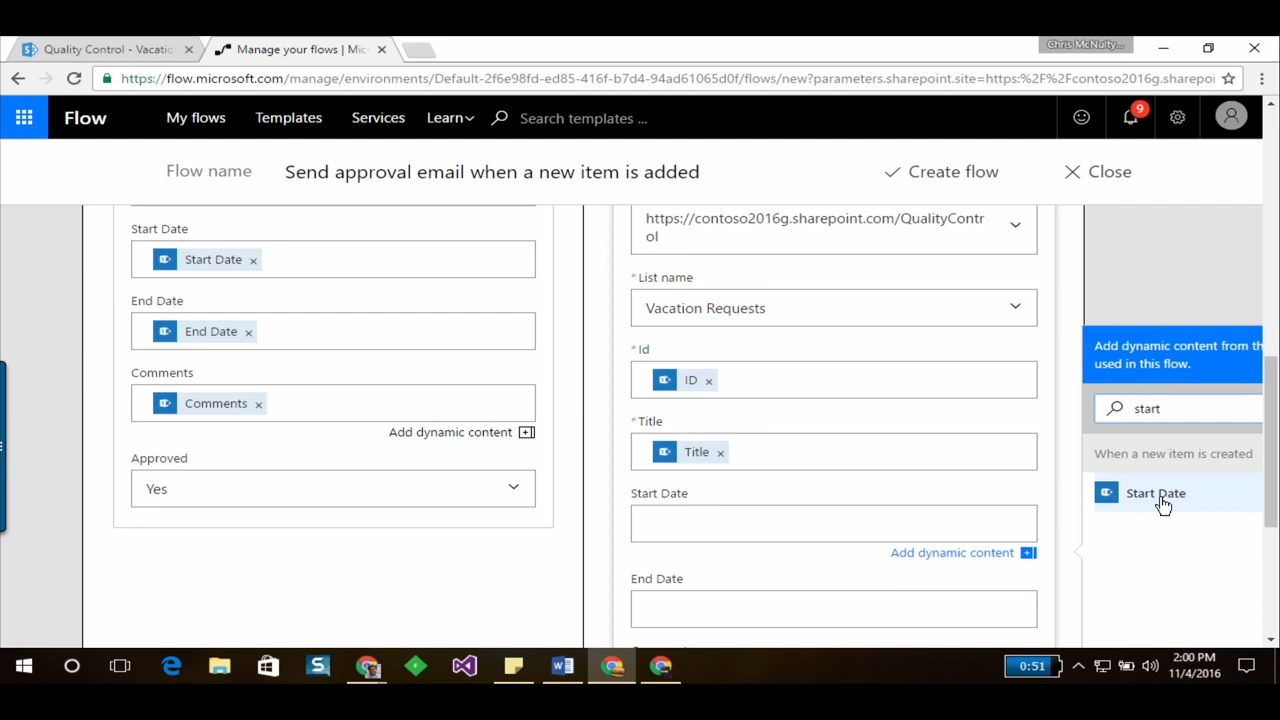 Quality Control - Vacatio
Manage your flows | Mic
Chris McNulty...
https://flow.microsoft.com/manage/environments/Default-2f6e98fd-ed85-416f-b7d4-94ad61065d0f/flows/new?parameters.sharepoint.site=https:%2F%2Fcontoso2016g.sharepoi
Flow
My flows
Templates
Services
Learn
Search templates ...
9
Flow name
Send approval email when a new item is added
Create flow
Close
Start Date
Start Date ×
End Date
End Date ×
Comments
Comments ×
Add dynamic content
Approved
Yes
https://contoso2016g.sharepoint.com/QualityContr
ol
* List name
Vacation Requests
* Id
ID ×
* Title
Title ×
Start Date
Add dynamic content
End Date
Add dynamic content from th
used in this flow.
start
When a new item is created
Start Date
0:51
2:00 PM
11/4/2016